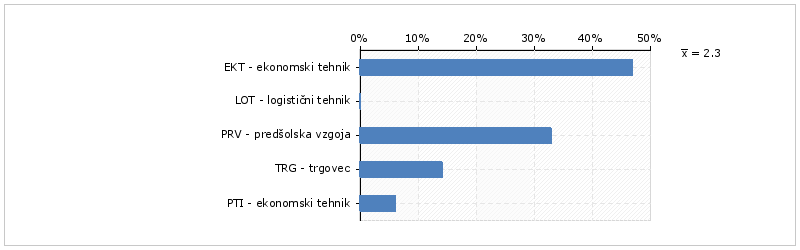 0% 10% 20% 30% 40% 50%
x̅ = 2.3
EKT - ekonomski tehnik
LOT - logistični tehnik
PRV - predšolska vzgoja
TRG - trgovec
PTI - ekonomski tehnik